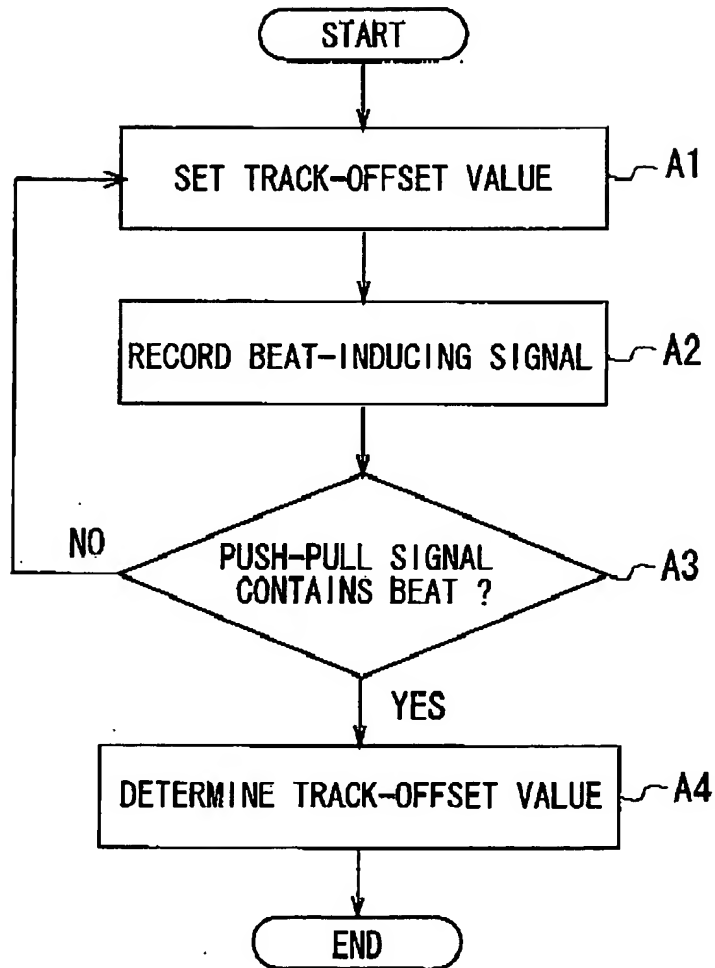 START
SET TRACK-OFFSET VALUE
A1
RECORD BEAT-INDUCING SIGNAL
A2
NO
PUSH-PULL SIGNAL
CONTAINS BEAT ?
A3
YES
DETERMINE TRACK-OFFSET VALUE
A4
END